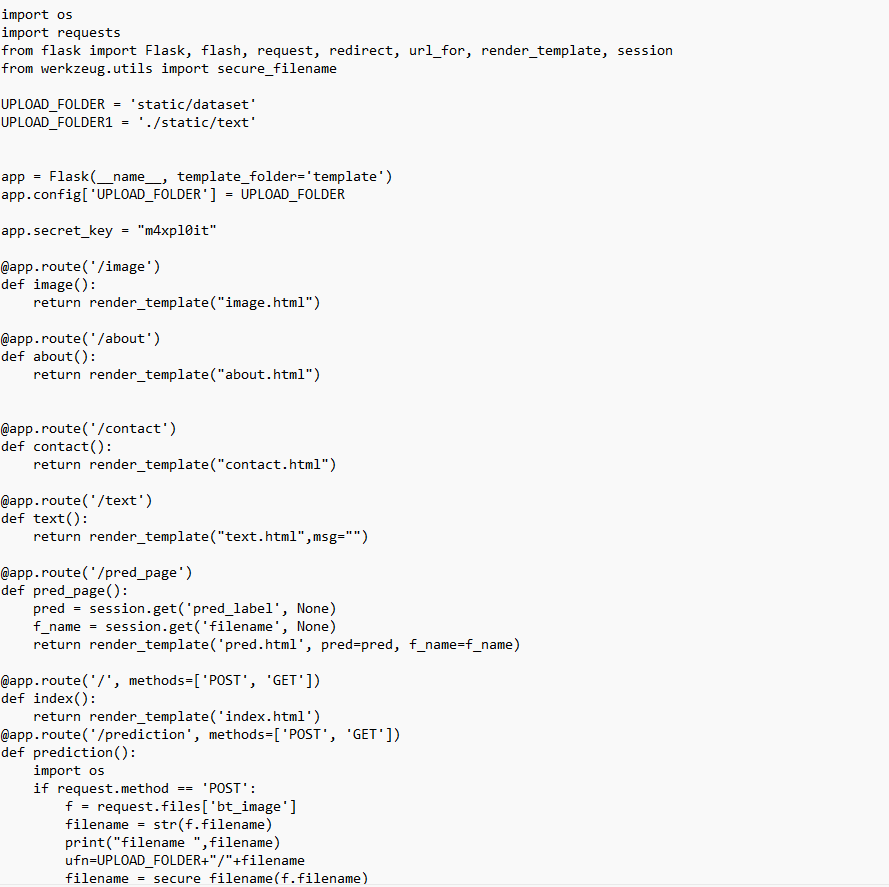 import os
import requests
from flask import Flask, flash, request, redirect, url_for, render_template, session
from werkzeug.utils import secure_filename

UPLOAD_FOLDER = 'static/dataset'
UPLOAD_FOLDER1 = './static/text'


app = Flask(__name__, template_folder='template')
app.config['UPLOAD_FOLDER'] = UPLOAD_FOLDER

app.secret_key = "m4xpl0it"

@app.route('/image')
def image():
    return render_template("image.html")

@app.route('/about')
def about():
    return render_template("about.html")


@app.route('/contact')
def contact():
    return render_template("contact.html")

@app.route('/text')
def text():
    return render_template("text.html",msg="")

@app.route('/pred_page')
def pred_page():
    pred = session.get('pred_label', None)
    f_name = session.get('filename', None)
    return render_template('pred.html', pred=pred, f_name=f_name)

@app.route('/', methods=['POST', 'GET'])
def index():
    return render_template('index.html')
@app.route('/prediction', methods=['POST', 'GET'])
def prediction():
    import os
    if request.method == 'POST':
        f = request.files['bt_image']
        filename = str(f.filename)
        print("filename ",filename)
        ufn=UPLOAD_FOLDER+"/"+filename
        filename = secure_filename(f.filename)